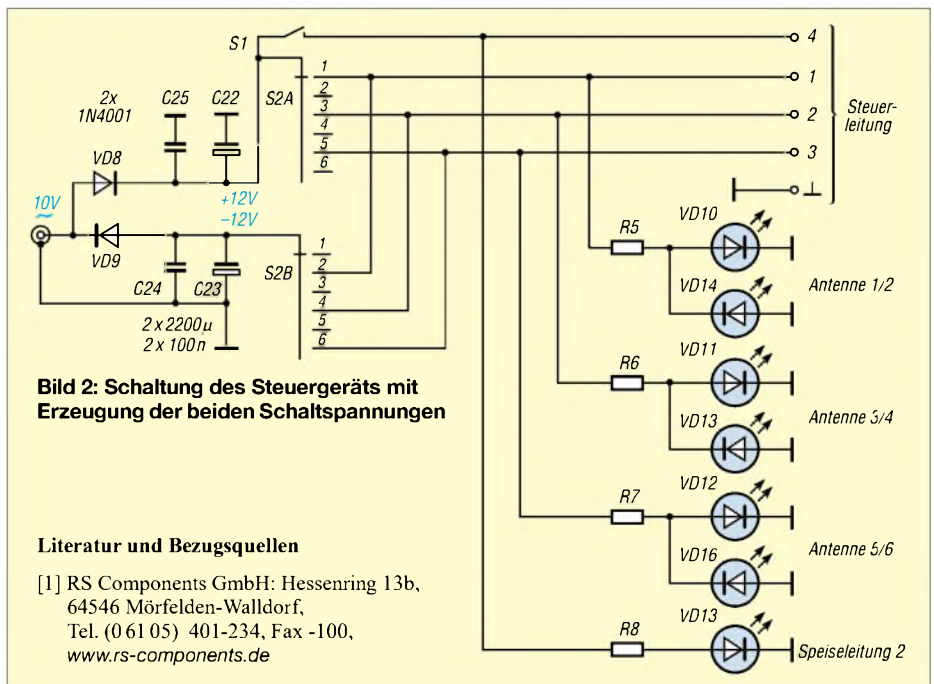 S1
4
1
2
3
⊥
Steuer-
leitung
2x
1N4001
C25
C22
S2A
1
2
3
4
5
6
VD8
+12V
−12V
10V
~
VD9
C24
C23
S2B
1
2
3
4
5
6
2 x 2200µ
2 x 100n
R5
VD10
VD14
Antenne 1/2
R6
VD11
VD13
Antenne 3/4
R7
VD12
VD16
Antenne 5/6
R8
VD13
Speiseleitung 2
Bild 2: Schaltung des Steuergeräts mit
Erzeugung der beiden Schaltspannungen
Literatur und Bezugsquellen
[1] RS Components GmbH: Hessenring 13b,
64546 Mörfelden-Walldorf,
Tel. (0 61 05) 401-234, Fax -100,
www.rs-components.de